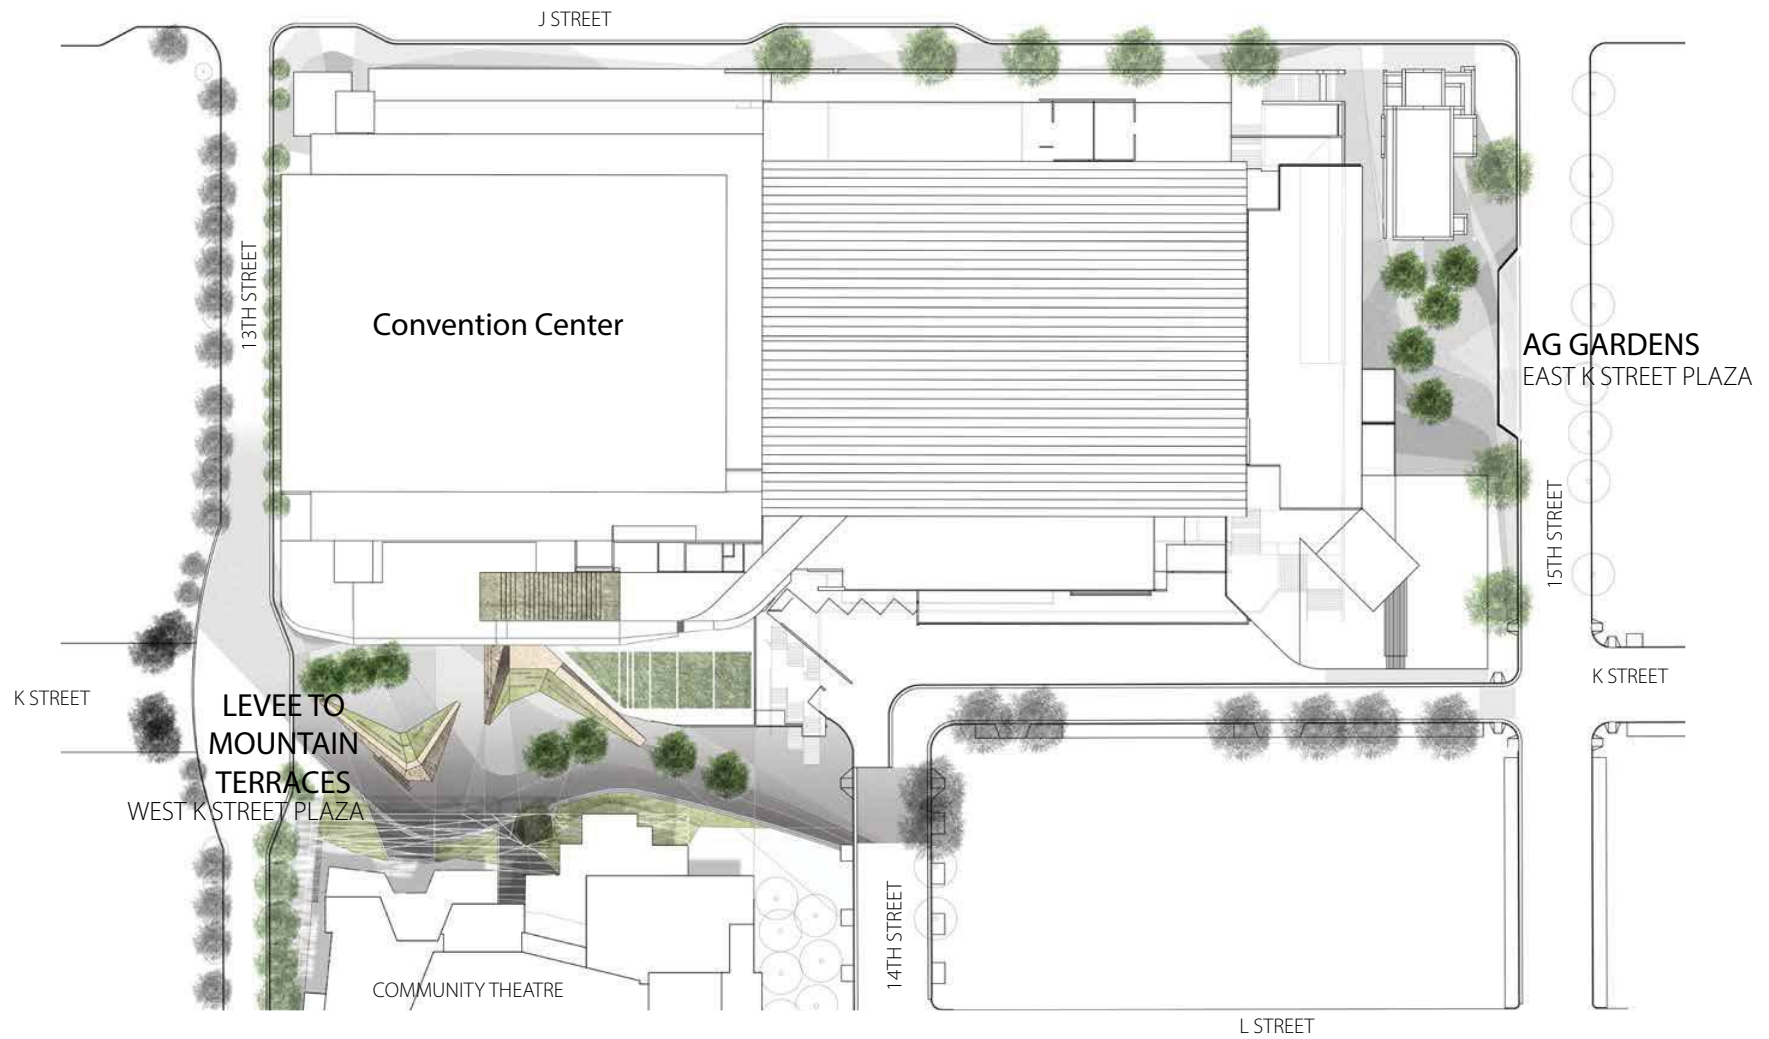 J STREET
13TH STREET
Convention Center
AG GARDENS
EAST K STREET PLAZA
15TH STREET
K STREET
K STREET
LEVEE TO
MOUNTAIN
TERRACES
WEST K STREET PLAZA
14TH STREET
COMMUNITY THEATRE
L STREET